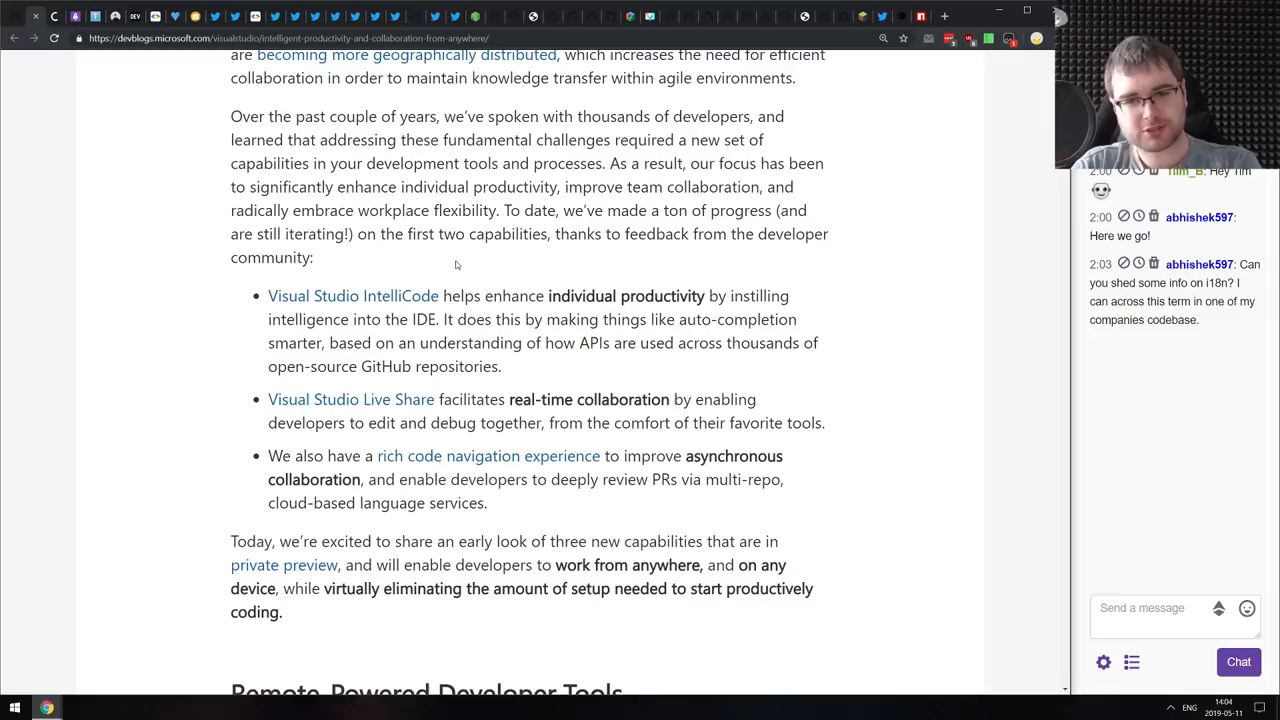 https://devblogs.microsoft.com/visualstudio/intelligent-productivity-and-collaboration-from-anywhere/
are becoming more geographically distributed, which increases the need for efficient
collaboration in order to maintain knowledge transfer within agile environments.
Over the past couple of years, we've spoken with thousands of developers, and
learned that addressing these fundamental challenges required a new set of
capabilities in your development tools and processes. As a result, our focus has been
to significantly enhance individual productivity, improve team collaboration, and
radically embrace workplace flexibility. To date, we've made a ton of progress (and
are still iterating!) on the first two capabilities, thanks to feedback from the developer
community:
• Visual Studio IntelliCode helps enhance individual productivity by instilling
intelligence into the IDE. It does this by making things like auto-completion
smarter, based on an understanding of how APIs are used across thousands of
open-source GitHub repositories.
• Visual Studio Live Share facilitates real-time collaboration by enabling
developers to edit and debug together, from the comfort of their favorite tools.
• We also have a rich code navigation experience to improve asynchronous
collaboration, and enable developers to deeply review PRs via multi-repo,
cloud-based language services.
Today, we're excited to share an early look of three new capabilities that are in
private preview, and will enable developers to work from anywhere, and on any
device, while virtually eliminating the amount of setup needed to start productively
coding.
Remote-Powered Developer Tools
2:00 Tiim_B: Hey Tim
2:00 abhishek597:
Here we go!
2:03 abhishek597: Can
you shed some info on i18n? I
can across this term in one of my
companies codebase.
Send a message
Chat
ENG
14:04
2019-05-11